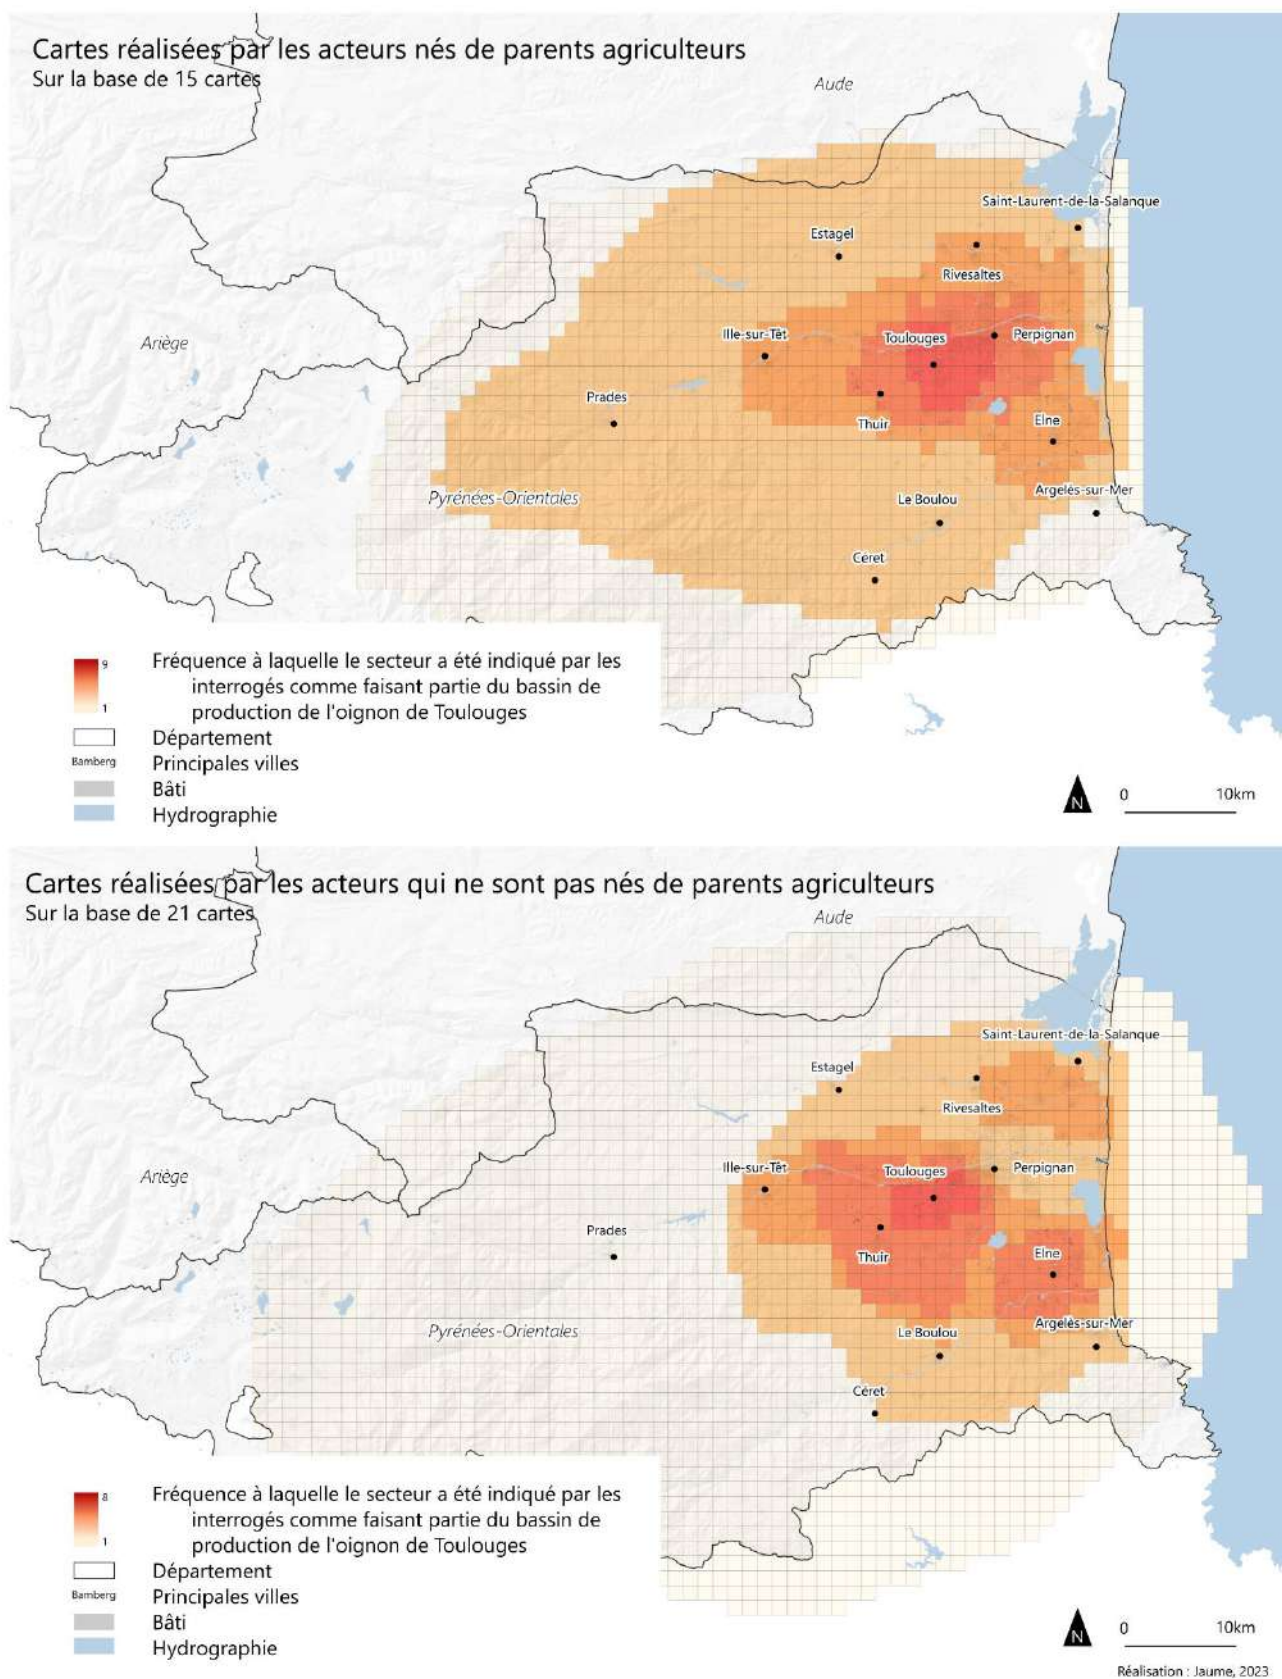 Cartes réalisées par les acteurs nés de parents agriculteurs
Sur la base de 15 cartes
Aude
Saint-Laurent-de-la-Salanque
Estagel
Rivesaltes
Ariège
Ille-sur-Têt
Toulouges
Perpignan
Prades
Thuir
Elne
Pyrénées-Orientales
Le Boulou
Argelès-sur-Mer
Céret
9
1
Fréquence à laquelle le secteur a été indiqué par les
interrogés comme faisant partie du bassin de
production de l'oignon de Toulouges
Département
Bamberg Principales villes
Bâti
Hydrographie
N
0 10km
Cartes réalisées par les acteurs qui ne sont pas nés de parents agriculteurs
Sur la base de 21 cartes
Aude
Saint-Laurent-de-la-Salanque
Estagel
Rivesaltes
Ariège
Ille-sur-Têt
Toulouges
Perpignan
Prades
Thuir
Elne
Pyrénées-Orientales
Le Boulou
Argelès-sur-Mer
Céret
8
1
Fréquence à laquelle le secteur a été indiqué par les
interrogés comme faisant partie du bassin de
production de l'oignon de Toulouges
Département
Bamberg Principales villes
Bâti
Hydrographie
N
0 10km
Réalisation : Jaume, 2023